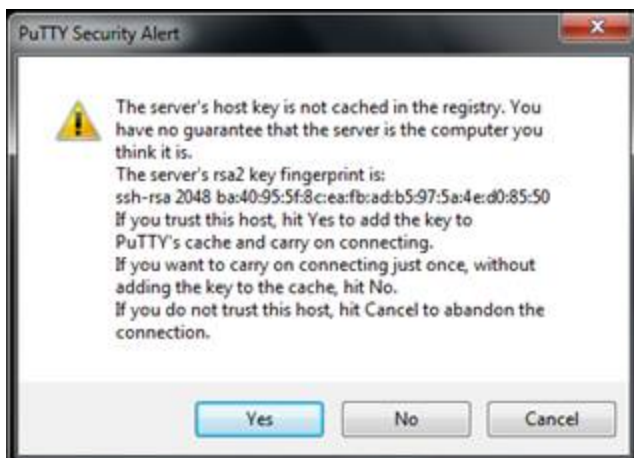 PuTTY Security Alert
The server's host key is not cached in the registry. You
have no guarantee that the server is the computer you
think it is.
The server's rsa2 key fingerprint is:
ssh-rsa 2048 ba:40:95:5f:8c:ea:fb:ad:b5:97:5a:4e:d0:85:50
If you trust this host, hit Yes to add the key to
PuTTY's cache and carry on connecting.
If you want to carry on connecting just once, without
adding the key to the cache, hit No.
If you do not trust this host, hit Cancel to abandon the
connection.
Yes No Cancel